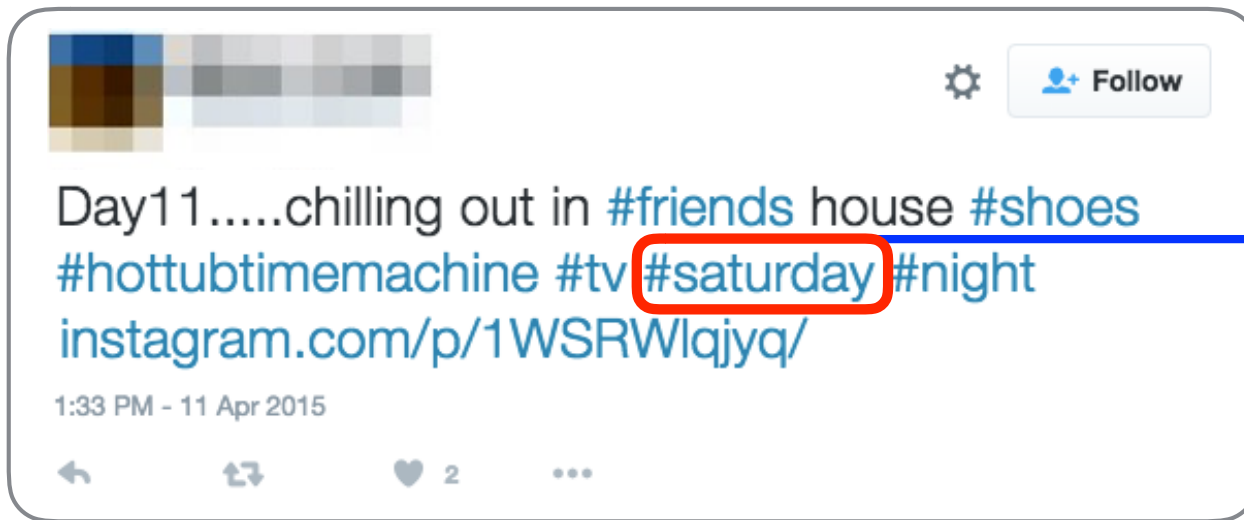 Follow
Day11.....chilling out in #friends house #shoes
#hottubtimemachine #tv #saturday #night
instagram.com/p/1WSRWlqjyq/
1:33 PM - 11 Apr 2015
2